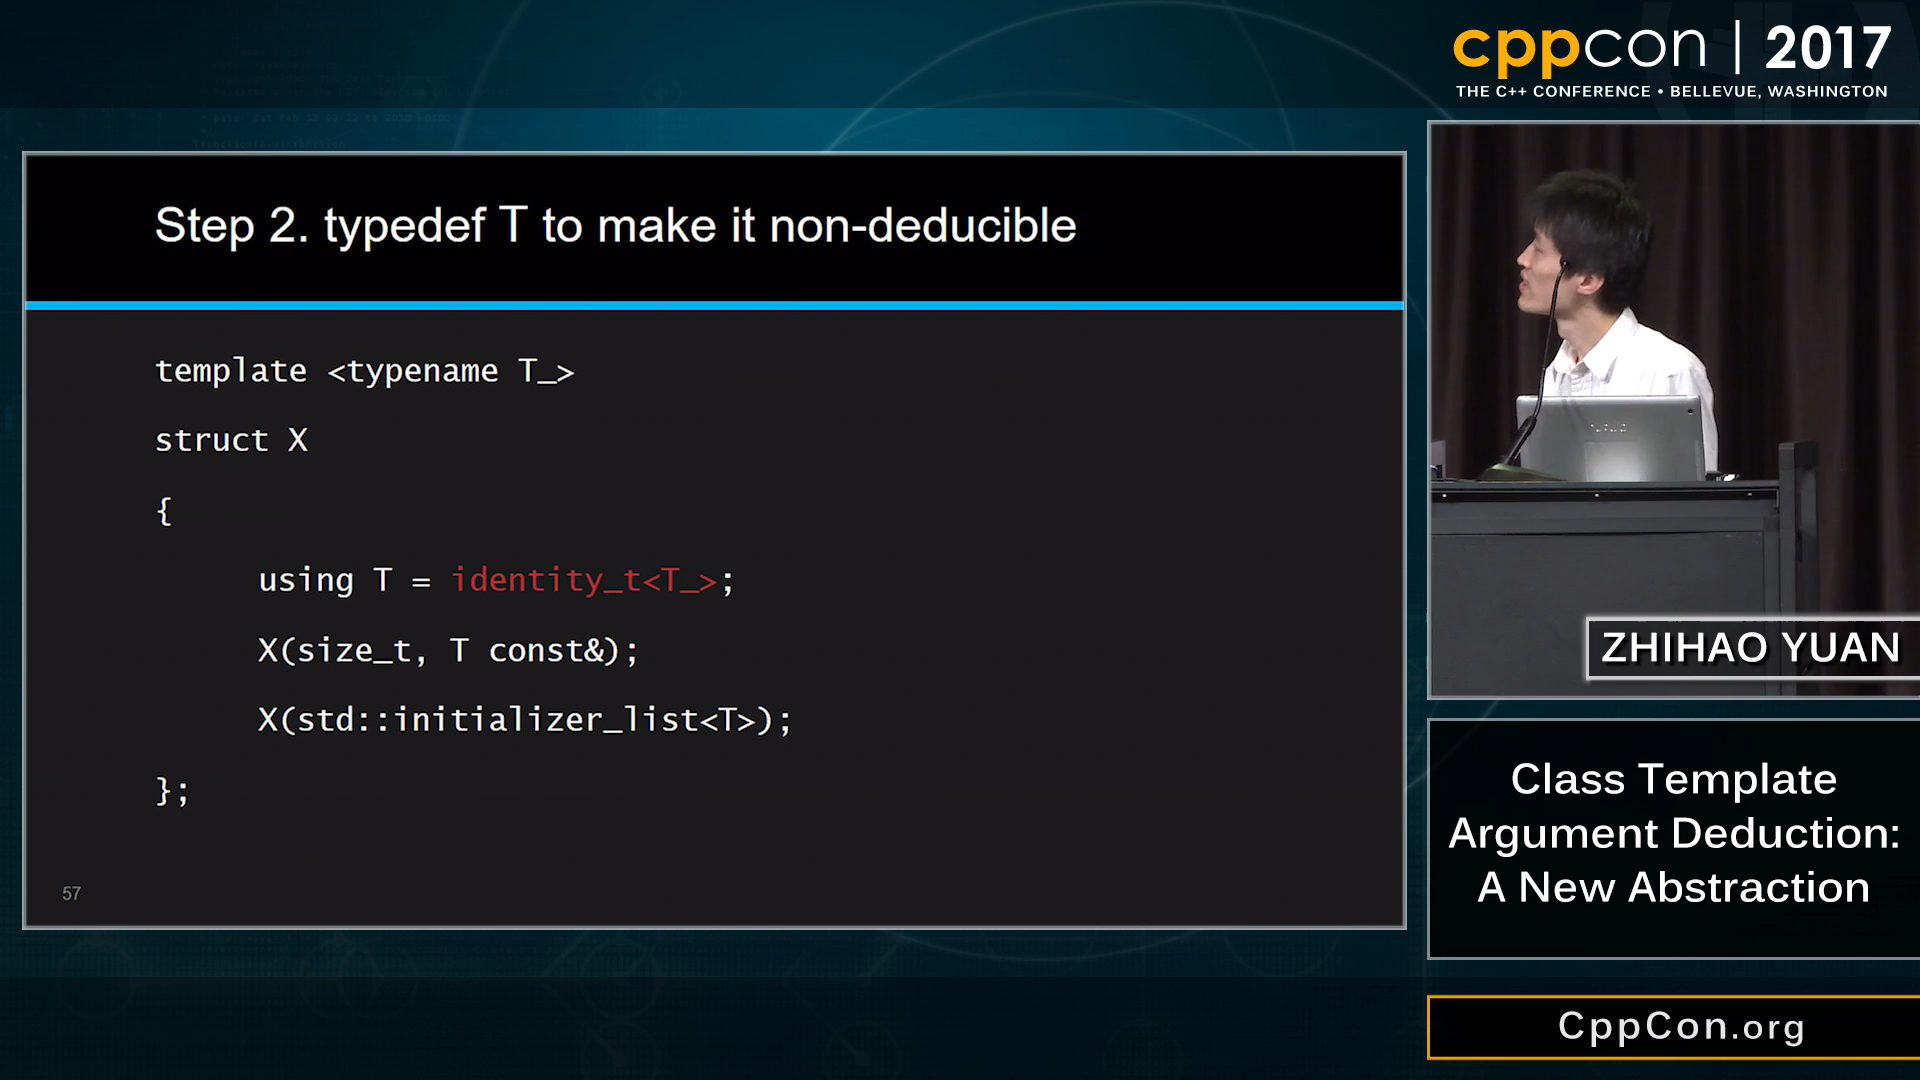 cppcon | 2017
THE C++ CONFERENCE • BELLEVUE, WASHINGTON
Step 2. typedef T to make it non-deducible
template <typename T_>
struct X
{
using T = identity_t<T_>;
X(size_t, T const&);
X(std::initializer_list<T>);
};
57
ZHIHAO YUAN
Class Template
Argument Deduction:
A New Abstraction
CppCon.org